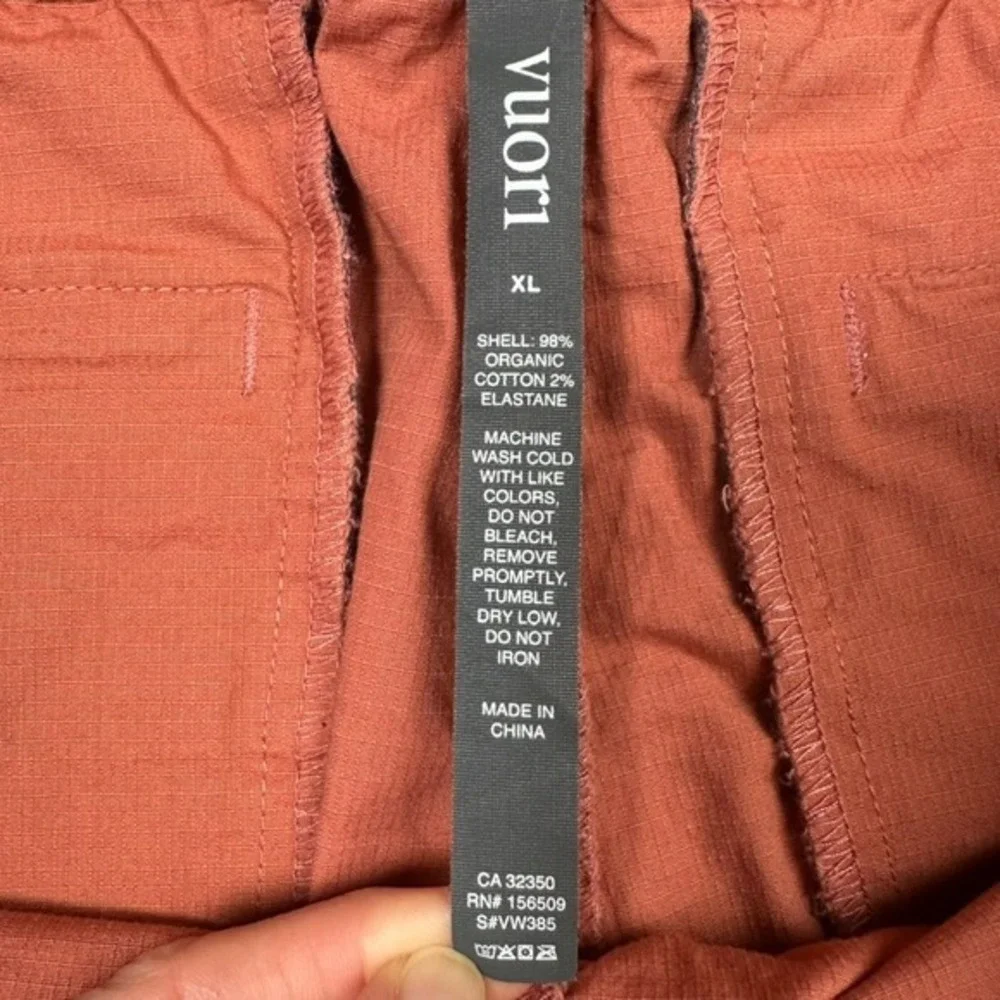 vuori
XL
SHELL: 98%
ORGANIC
COTTON 2%
ELASTANE
MACHINE
WASH COLD
WITH LIKE
COLORS,
DO NOT
BLEACH,
REMOVE
PROMPTLY,
TUMBLE
DRY LOW,
DO NOT
IRON
MADE IN
CHINA
CA 32350
RN# 156509
S#VW385